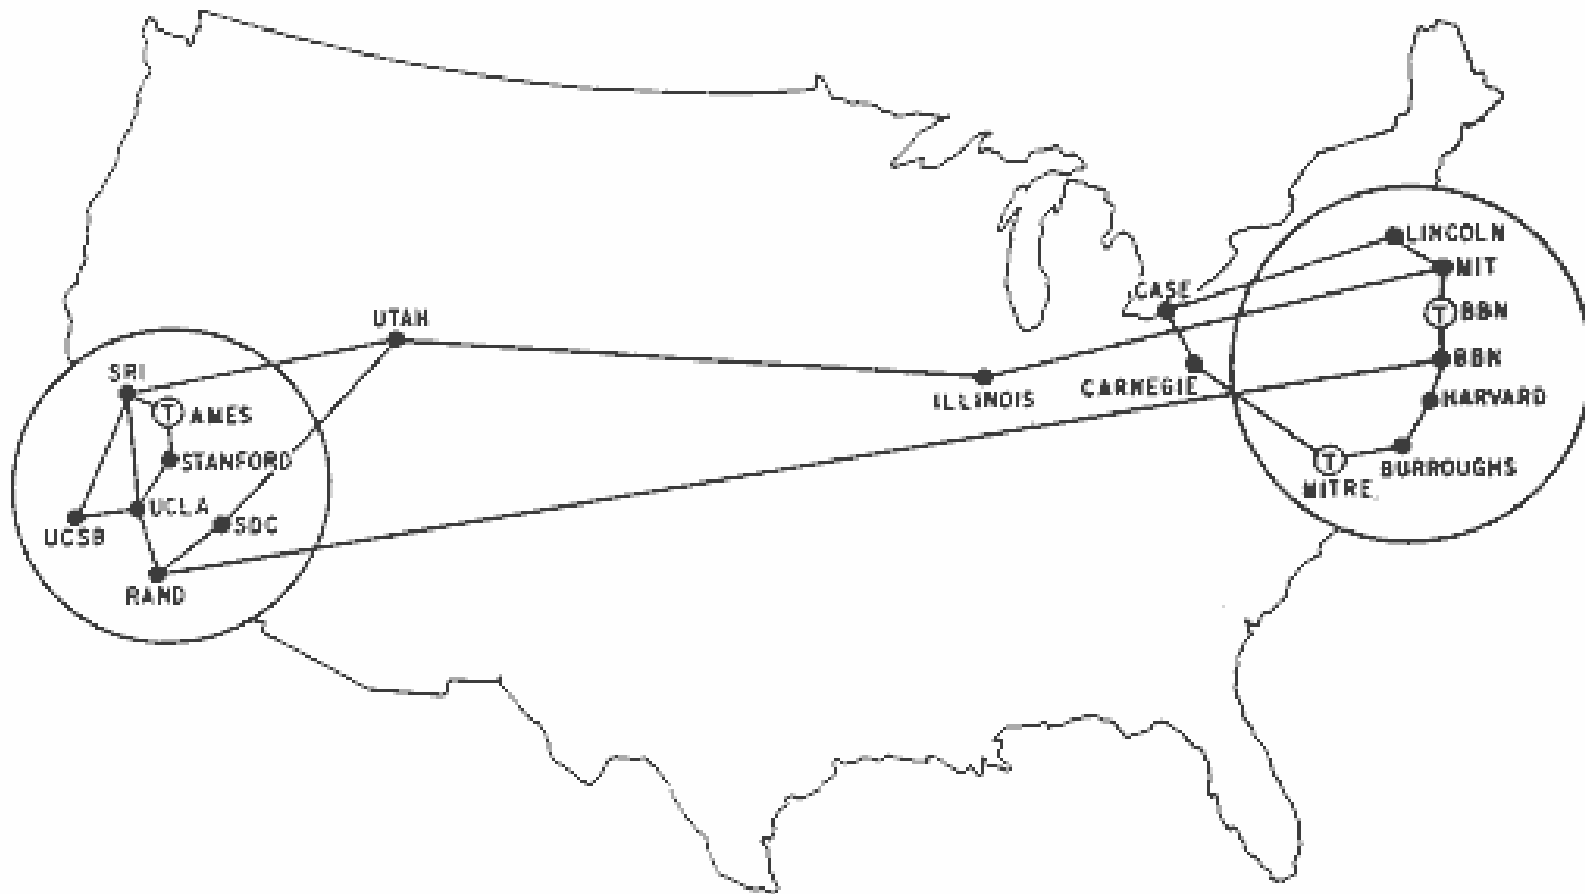 LINCOLN
MIT
T BBN
CASE
UTAH
BBN
SRI
ILLINOIS
CARNEGIE
HARVARD
T AMES
STANFORD
T
BURROUGHS
MITRE
UCLA
SDC
UCSB
RAND